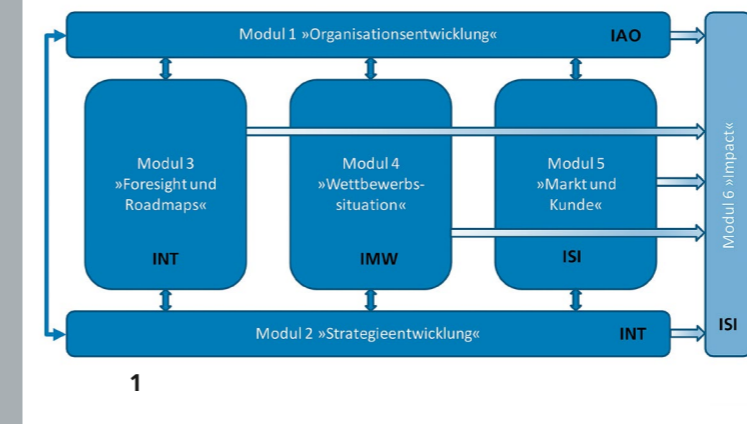 Modul 1 »Organisationsentwicklung«
IAO
Modul 3
»Foresight und
Roadmaps«
INT
Modul 4
»Wettbewerbs-
situation«
IMW
Modul 5
»Markt und
Kunde«
ISI
Modul 6 »Impact«
ISI
Modul 2 »Strategieentwicklung«
INT
1